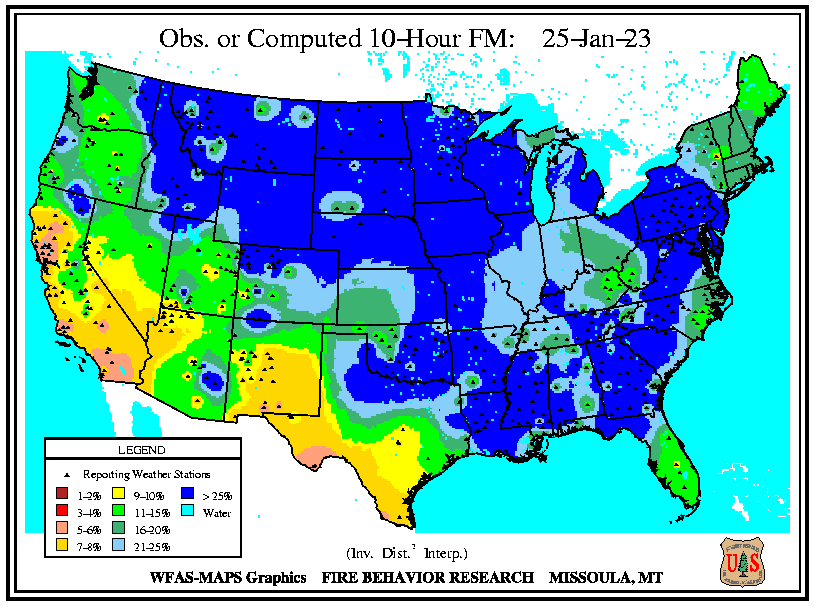 Obs. or Computed 10-Hour FM: 25-Jan-23
LEGEND
Reporting Weather Stations
1-2% 9-10% > 25%
3-4% 11-15% Water
5-6% 16-20%
7-8% 21-25%
(Inv. Dist.² Interp.)
WFAS-MAPS Graphics FIRE BEHAVIOR RESEARCH MISSOULA, MT
U S